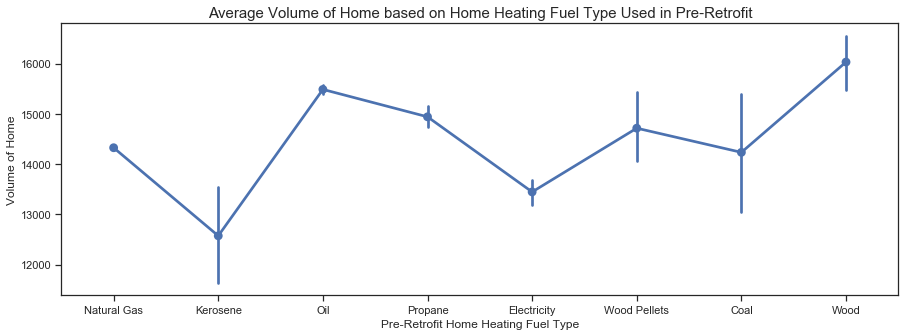 Average Volume of Home based on Home Heating Fuel Type Used in Pre-Retrofit
Volume of Home
16000
15000
14000
13000
12000
Natural Gas Kerosene Oil Propane Electricity Wood Pellets Coal Wood
Pre-Retrofit Home Heating Fuel Type